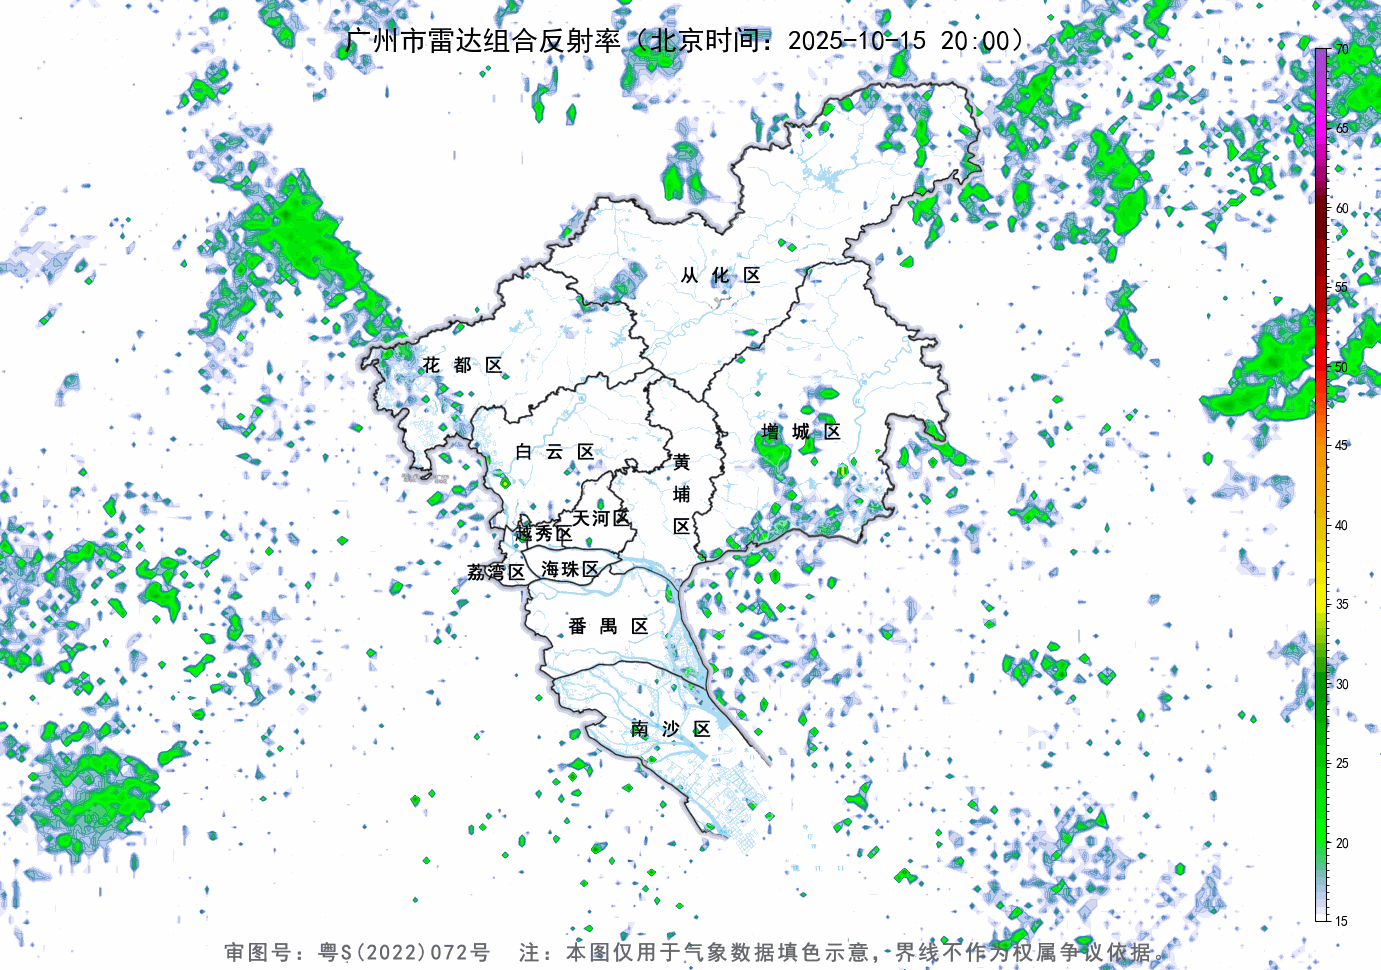 广州市雷达组合反射率（北京时间：2025-10-15 20:00）
70
65
60
55
50
45
40
35
30
25
20
15
从化区
花都区
增城区
白云区
黄埔区
天河区
越秀区
海珠区
荔湾区
番禺区
南沙区
审图号：粤S(2022)072号 注：本图仅用于气象数据填色示意，界线不作为权属争议依据。